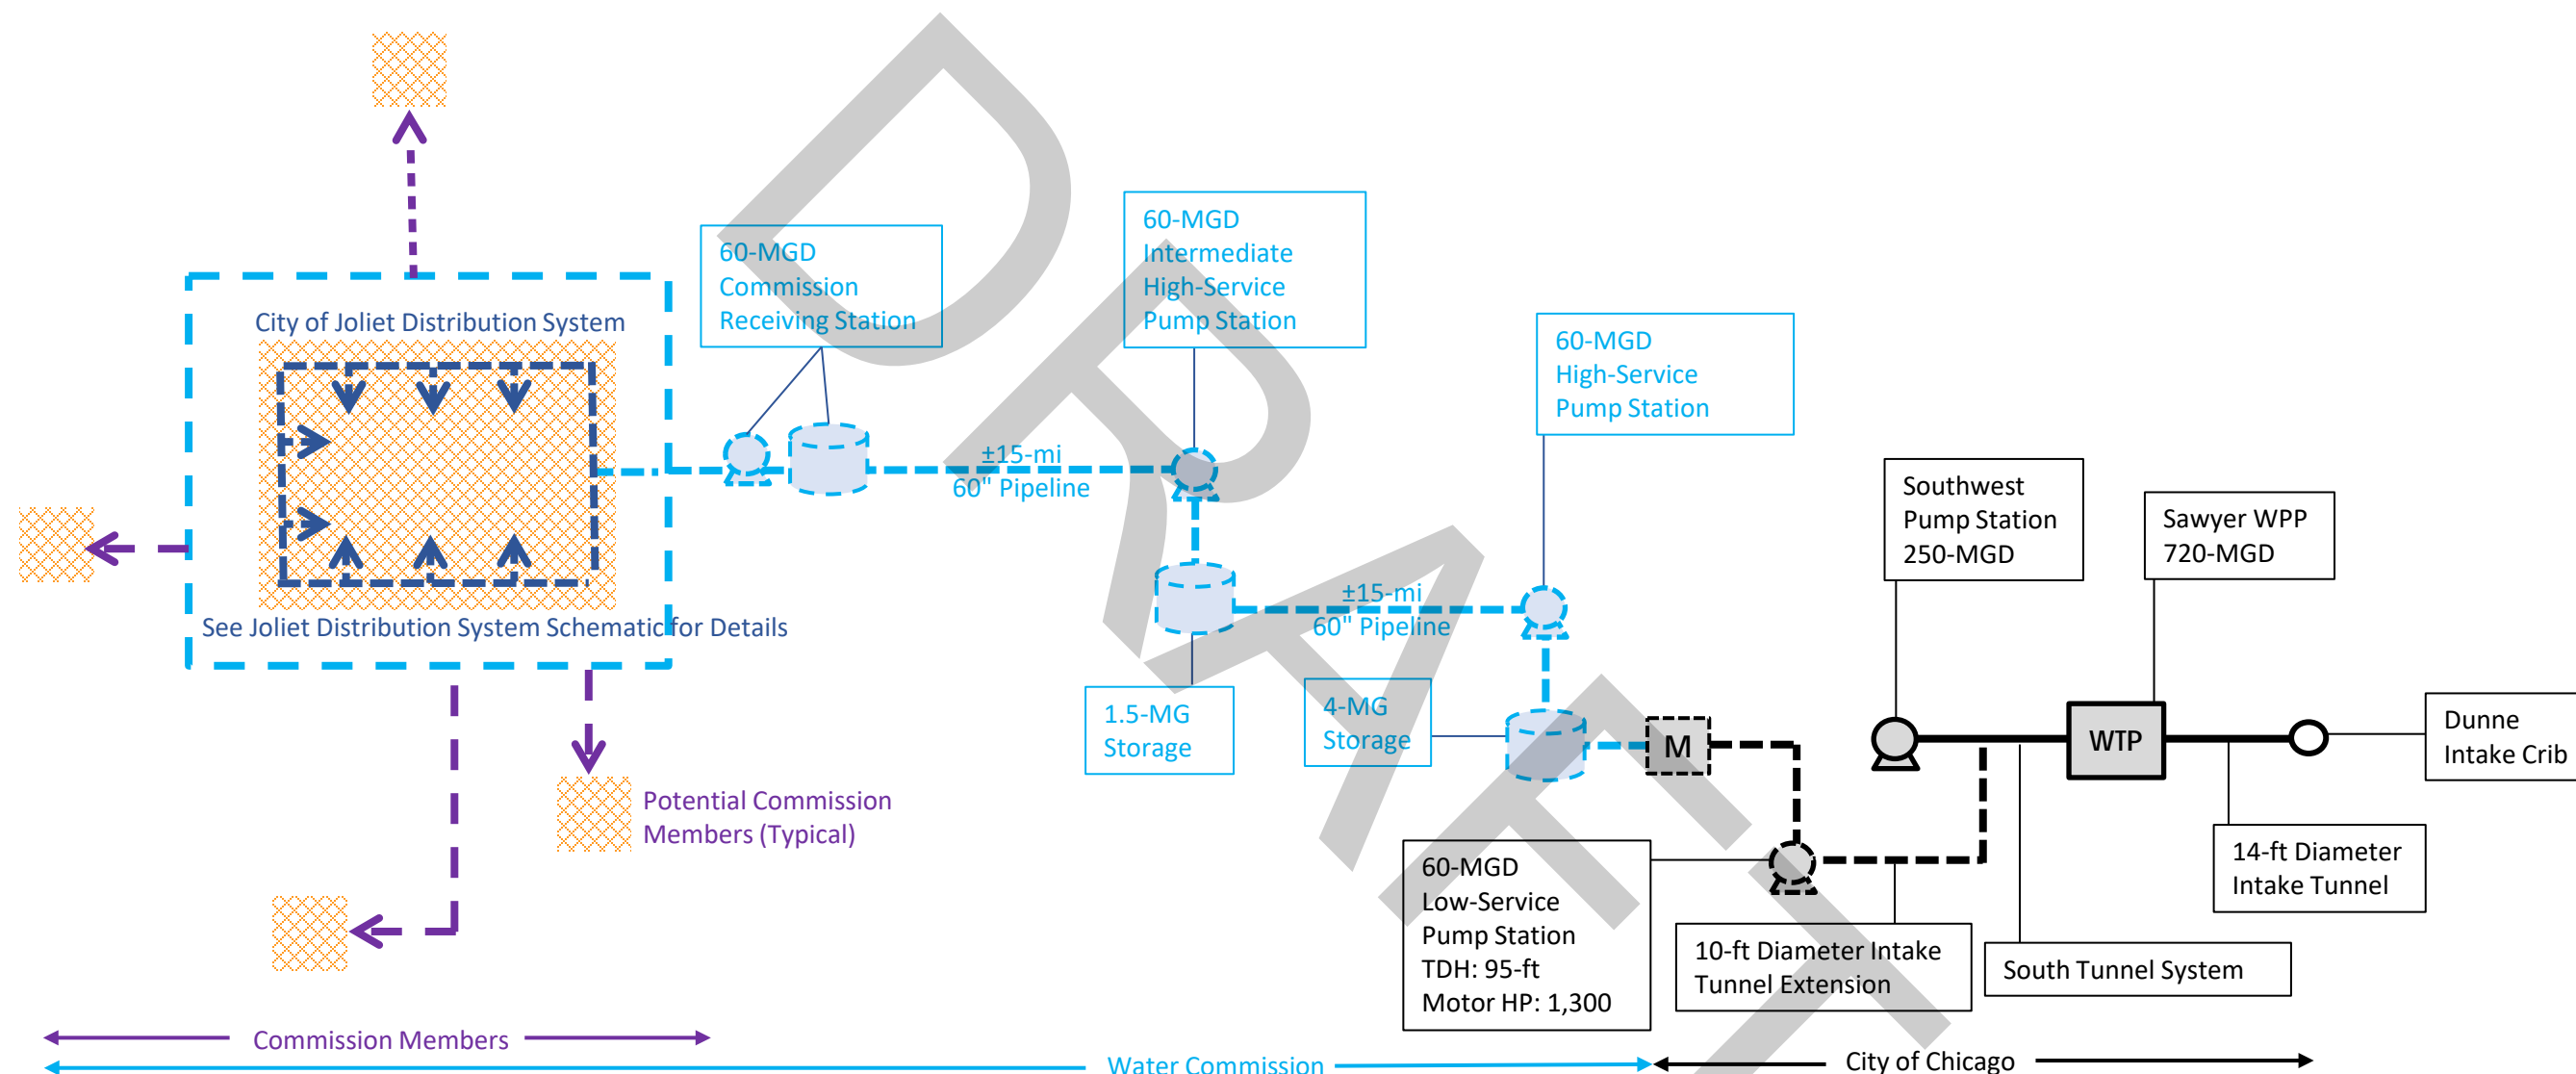 60-MGD
Commission
Receiving Station
60-MGD
Intermediate
High-Service
Pump Station
60-MGD
High-Service
Pump Station
City of Joliet Distribution System
See Joliet Distribution System Schematic for Details
±15-mi
60" Pipeline
±15-mi
60" Pipeline
1.5-MG
Storage
4-MG
Storage
Southwest
Pump Station
250-MGD
Sawyer WPP
720-MGD
M
WTP
Dunne
Intake Crib
14-ft Diameter
Intake Tunnel
60-MGD
Low-Service
Pump Station
TDH: 95-ft
Motor HP: 1,300
10-ft Diameter Intake
Tunnel Extension
South Tunnel System
Potential Commission
Members (Typical)
Commission Members
Water Commission
City of Chicago
DRAFT